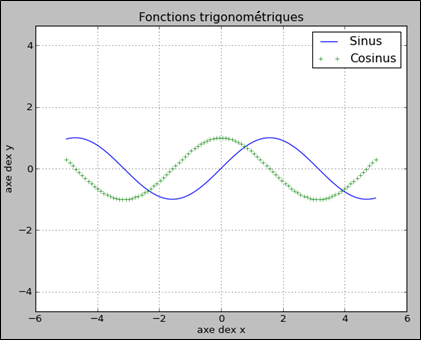 Fonctions trigonométriques
Sinus
Cosinus
4
2
0
−2
−4
axe dex y
−6
−4
−2
0
2
4
6
axe dex x